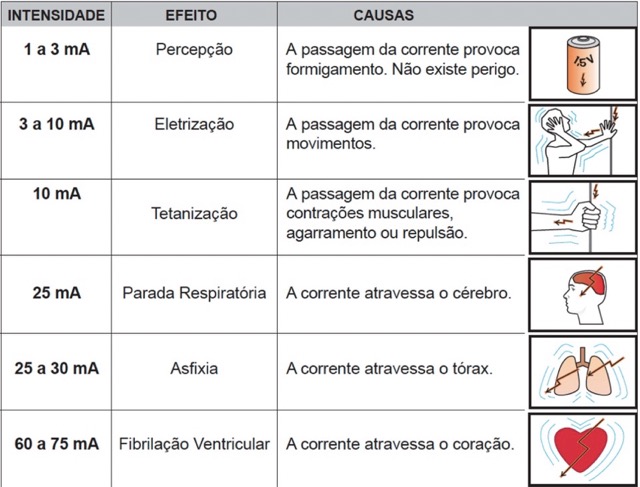 INTENSIDADE EFEITO CAUSAS
1 a 3 mA Percepção A passagem da corrente provoca
formigamento. Não existe perigo.
1,5V
3 a 10 mA Eletrização A passagem da corrente provoca
movimentos.
10 mA Tetanização A passagem da corrente provoca
contrações musculares,
agarramento ou repulsão.
25 mA Parada Respiratória A corrente atravessa o cérebro.
25 a 30 mA Asfixia A corrente atravessa o tórax.
60 a 75 mA Fibrilação Ventricular A corrente atravessa o coração.